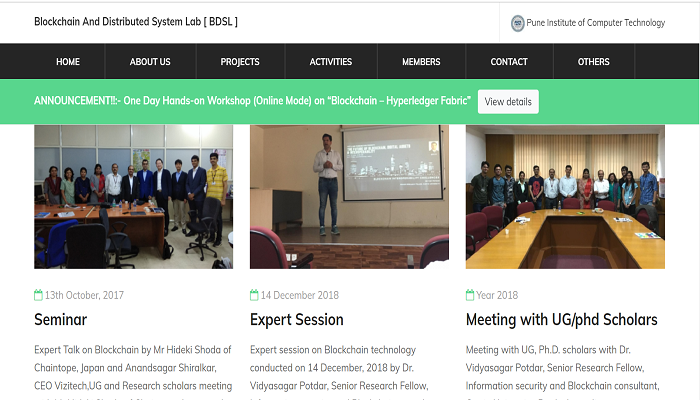 Blockchain And Distributed System Lab [ BDSL ]
Pune Institute of Computer Technology
HOME ABOUT US PROJECTS ACTIVITIES MEMBERS CONTACT OTHERS
ANNOUNCEMENT!!:- One Day Hands-on Workshop (Online Mode) on “Blockchain – Hyperledger Fabric” View details
13th October, 2017
Seminar
Expert Talk on Blockchain by Mr Hideki Shoda of
Chaintope, Japan and Anandsagar Shiralkar,
CEO Vizitech,UG and Research scholars meeting
14 December 2018
Expert Session
Expert session on Blockchain technology
conducted on 14 December, 2018 by Dr.
Vidyasagar Potdar, Senior Research Fellow,
Year 2018
Meeting with UG/phd Scholars
Meeting with UG, Ph.D. scholars with Dr.
Vidyasagar Potdar, Senior Research Fellow,
Information security and Blockchain consultant,